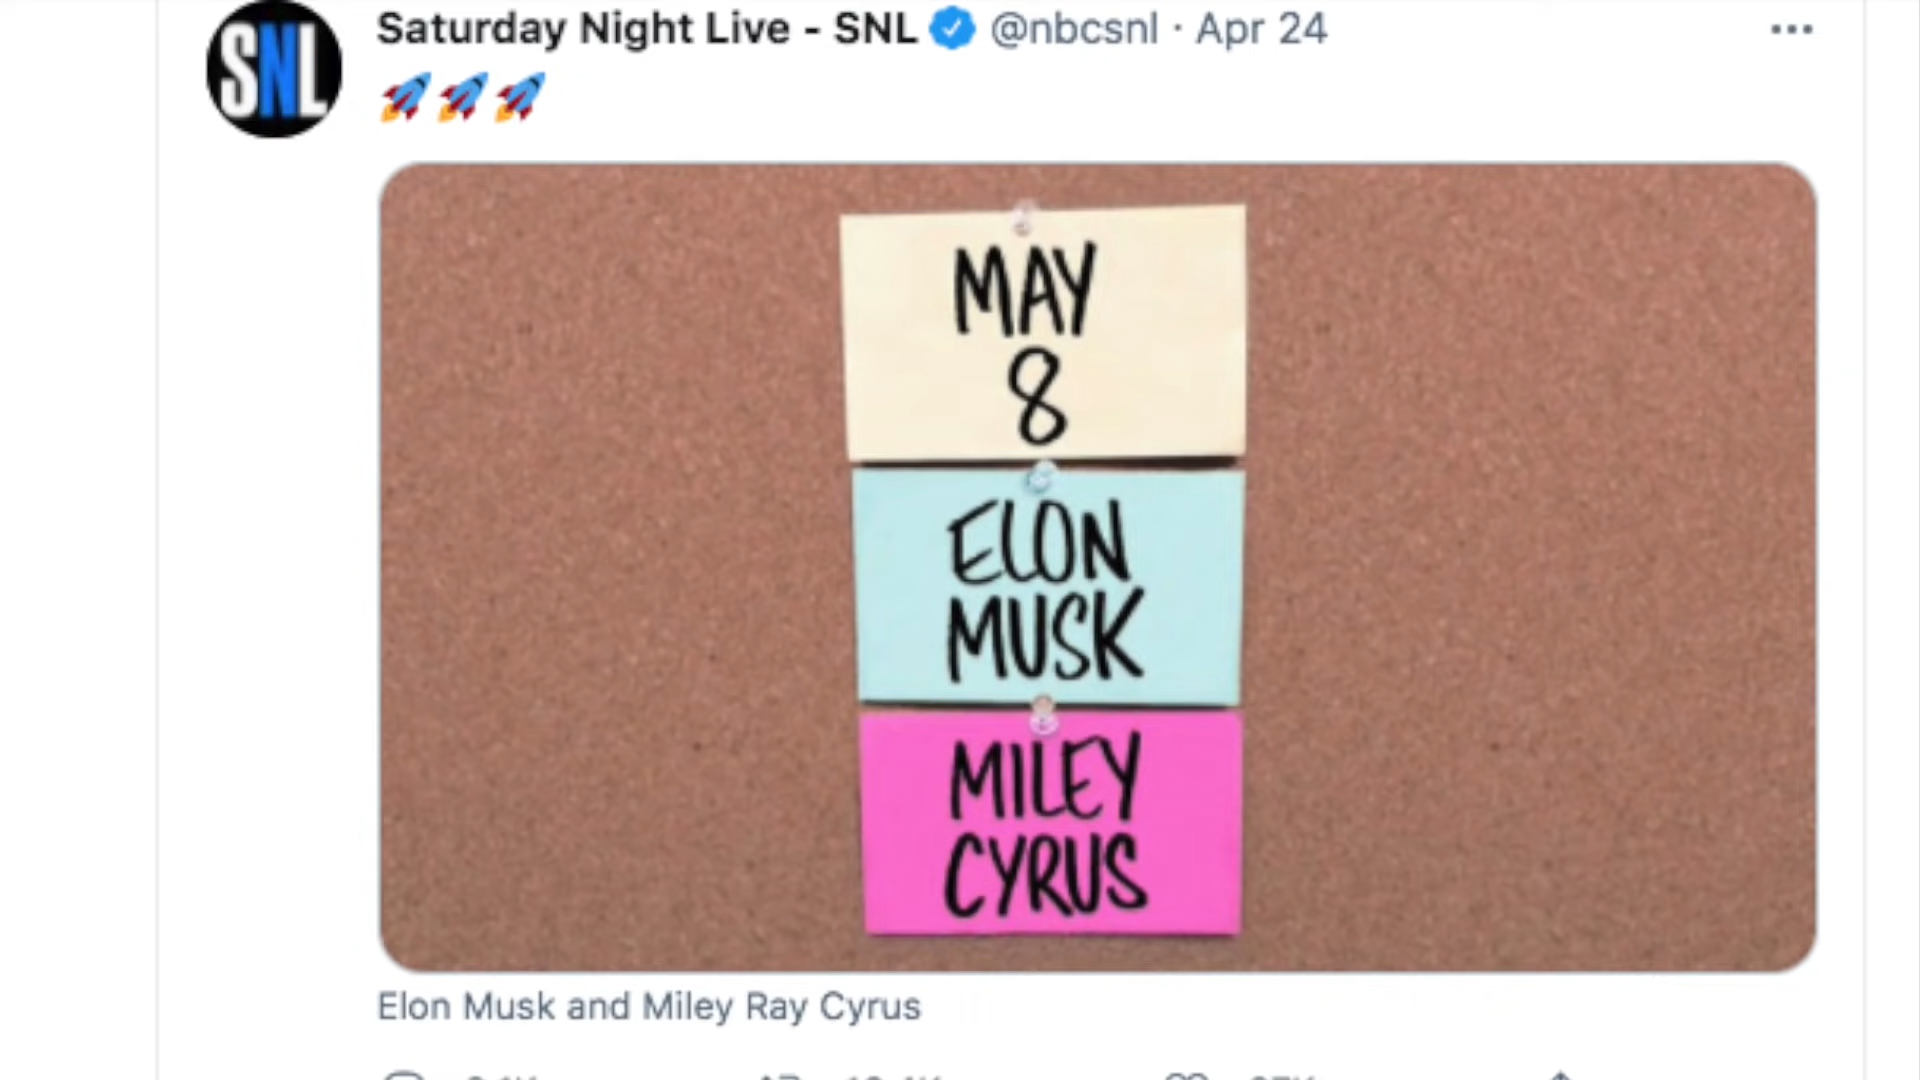 SNL
Saturday Night Live - SNL @nbcsnl · Apr 24
🚀🚀🚀
MAY
8
ELON
MUSK
MILEY
CYRUS
Elon Musk and Miley Ray Cyrus